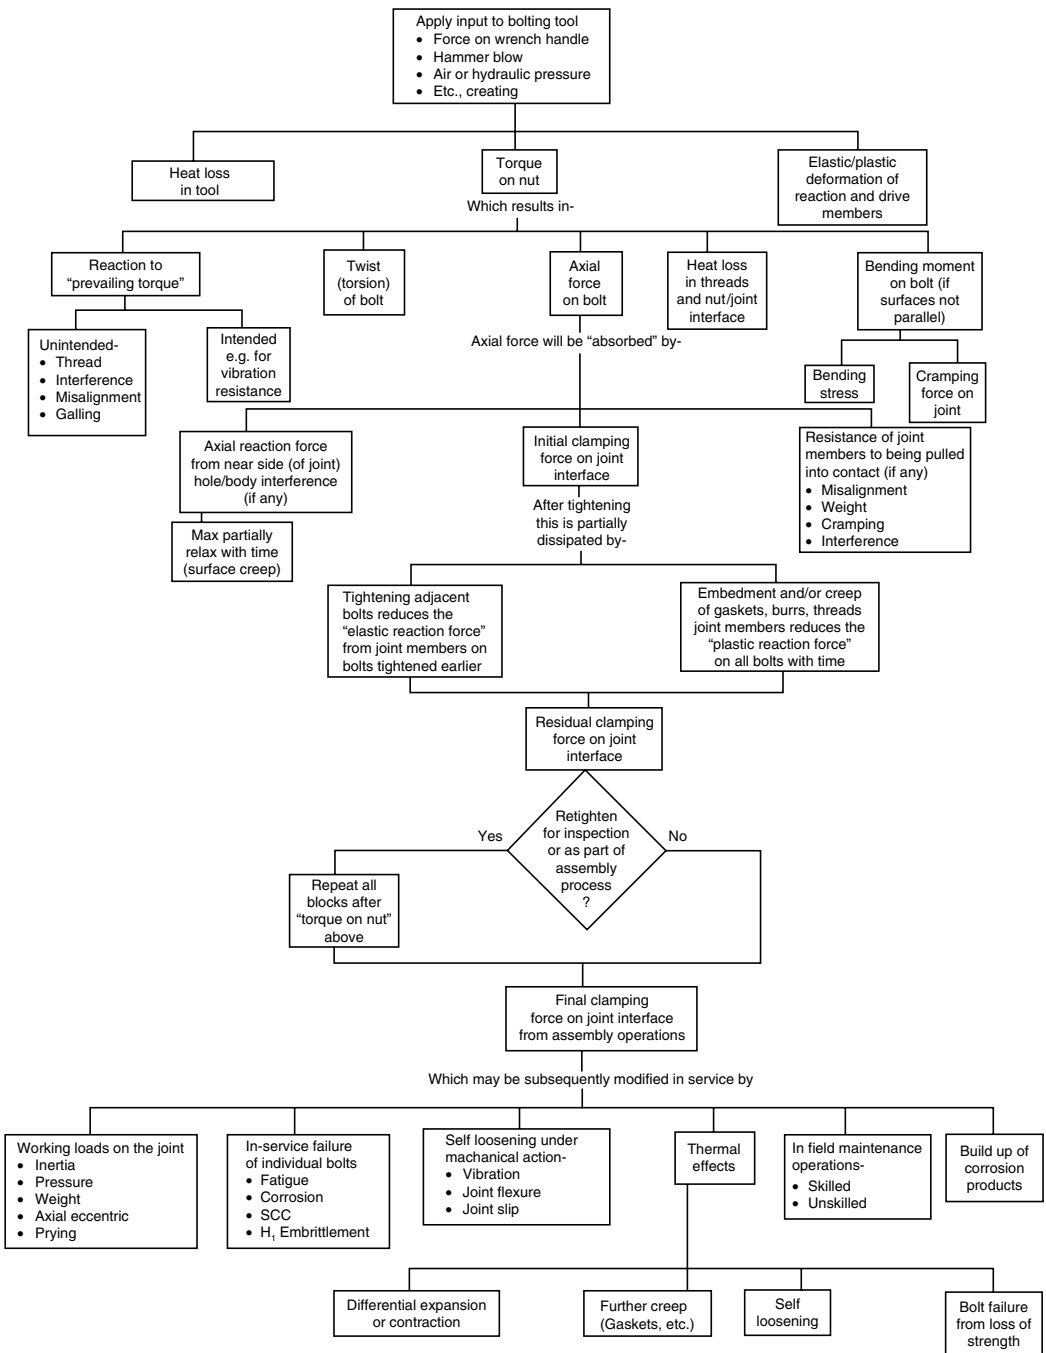 Apply input to bolting tool
• Force on wrench handle
• Hammer blow
• Air or hydraulic pressure
• Etc., creating
Heat loss
in tool
Torque
on nut
Elastic/plastic
deformation of
reaction and drive
members
Which results in-
Reaction to
“prevailing torque”
Twist
(torsion)
of bolt
Axial
force
on bolt
Heat loss
in threads
and nut/joint
interface
Bending moment
on bolt (if
surfaces not
parallel)
Unintended-
• Thread
• Interference
• Misalignment
• Galling
Intended
e.g. for
vibration
resistance
Axial force will be “absorbed” by-
Bending
stress
Cramping
force on
joint
Axial reaction force
from near side (of joint)
hole/body interference
(if any)
Initial clamping
force on joint
interface
Resistance of joint
members to being pulled
into contact (if any)
• Misalignment
• Weight
• Cramping
• Interference
Max partially
relax with time
(surface creep)
After tightening
this is partially
dissipated by-
Tightening adjacent
bolts reduces the
“elastic reaction force”
from joint members on
bolts tightened earlier
Embedment and/or creep
of gaskets, burrs, threads
joint members reduces the
“plastic reaction force”
on all bolts with time
Residual clamping
force on joint
interface
Retighten
for inspection
or as part of
assembly
process
?
Yes
No
Repeat all
blocks after
“torque on nut”
above
Final clamping
force on joint interface
from assembly operations
Which may be subsequently modified in service by
Working loads on the joint
• Inertia
• Pressure
• Weight
• Axial eccentric
• Prying
In-service failure
of individual bolts
• Fatigue
• Corrosion
• SCC
• H₁ Embrittlement
Self loosening under
machanical action-
• Vibration
• Joint flexure
• Joint slip
Thermal
effects
In field maintenance
operations-
• Skilled
• Unskilled
Build up of
corrosion
products
Differential expansion
or contraction
Further creep
(Gaskets, etc.)
Self
loosening
Bolt failure
from loss of
strength